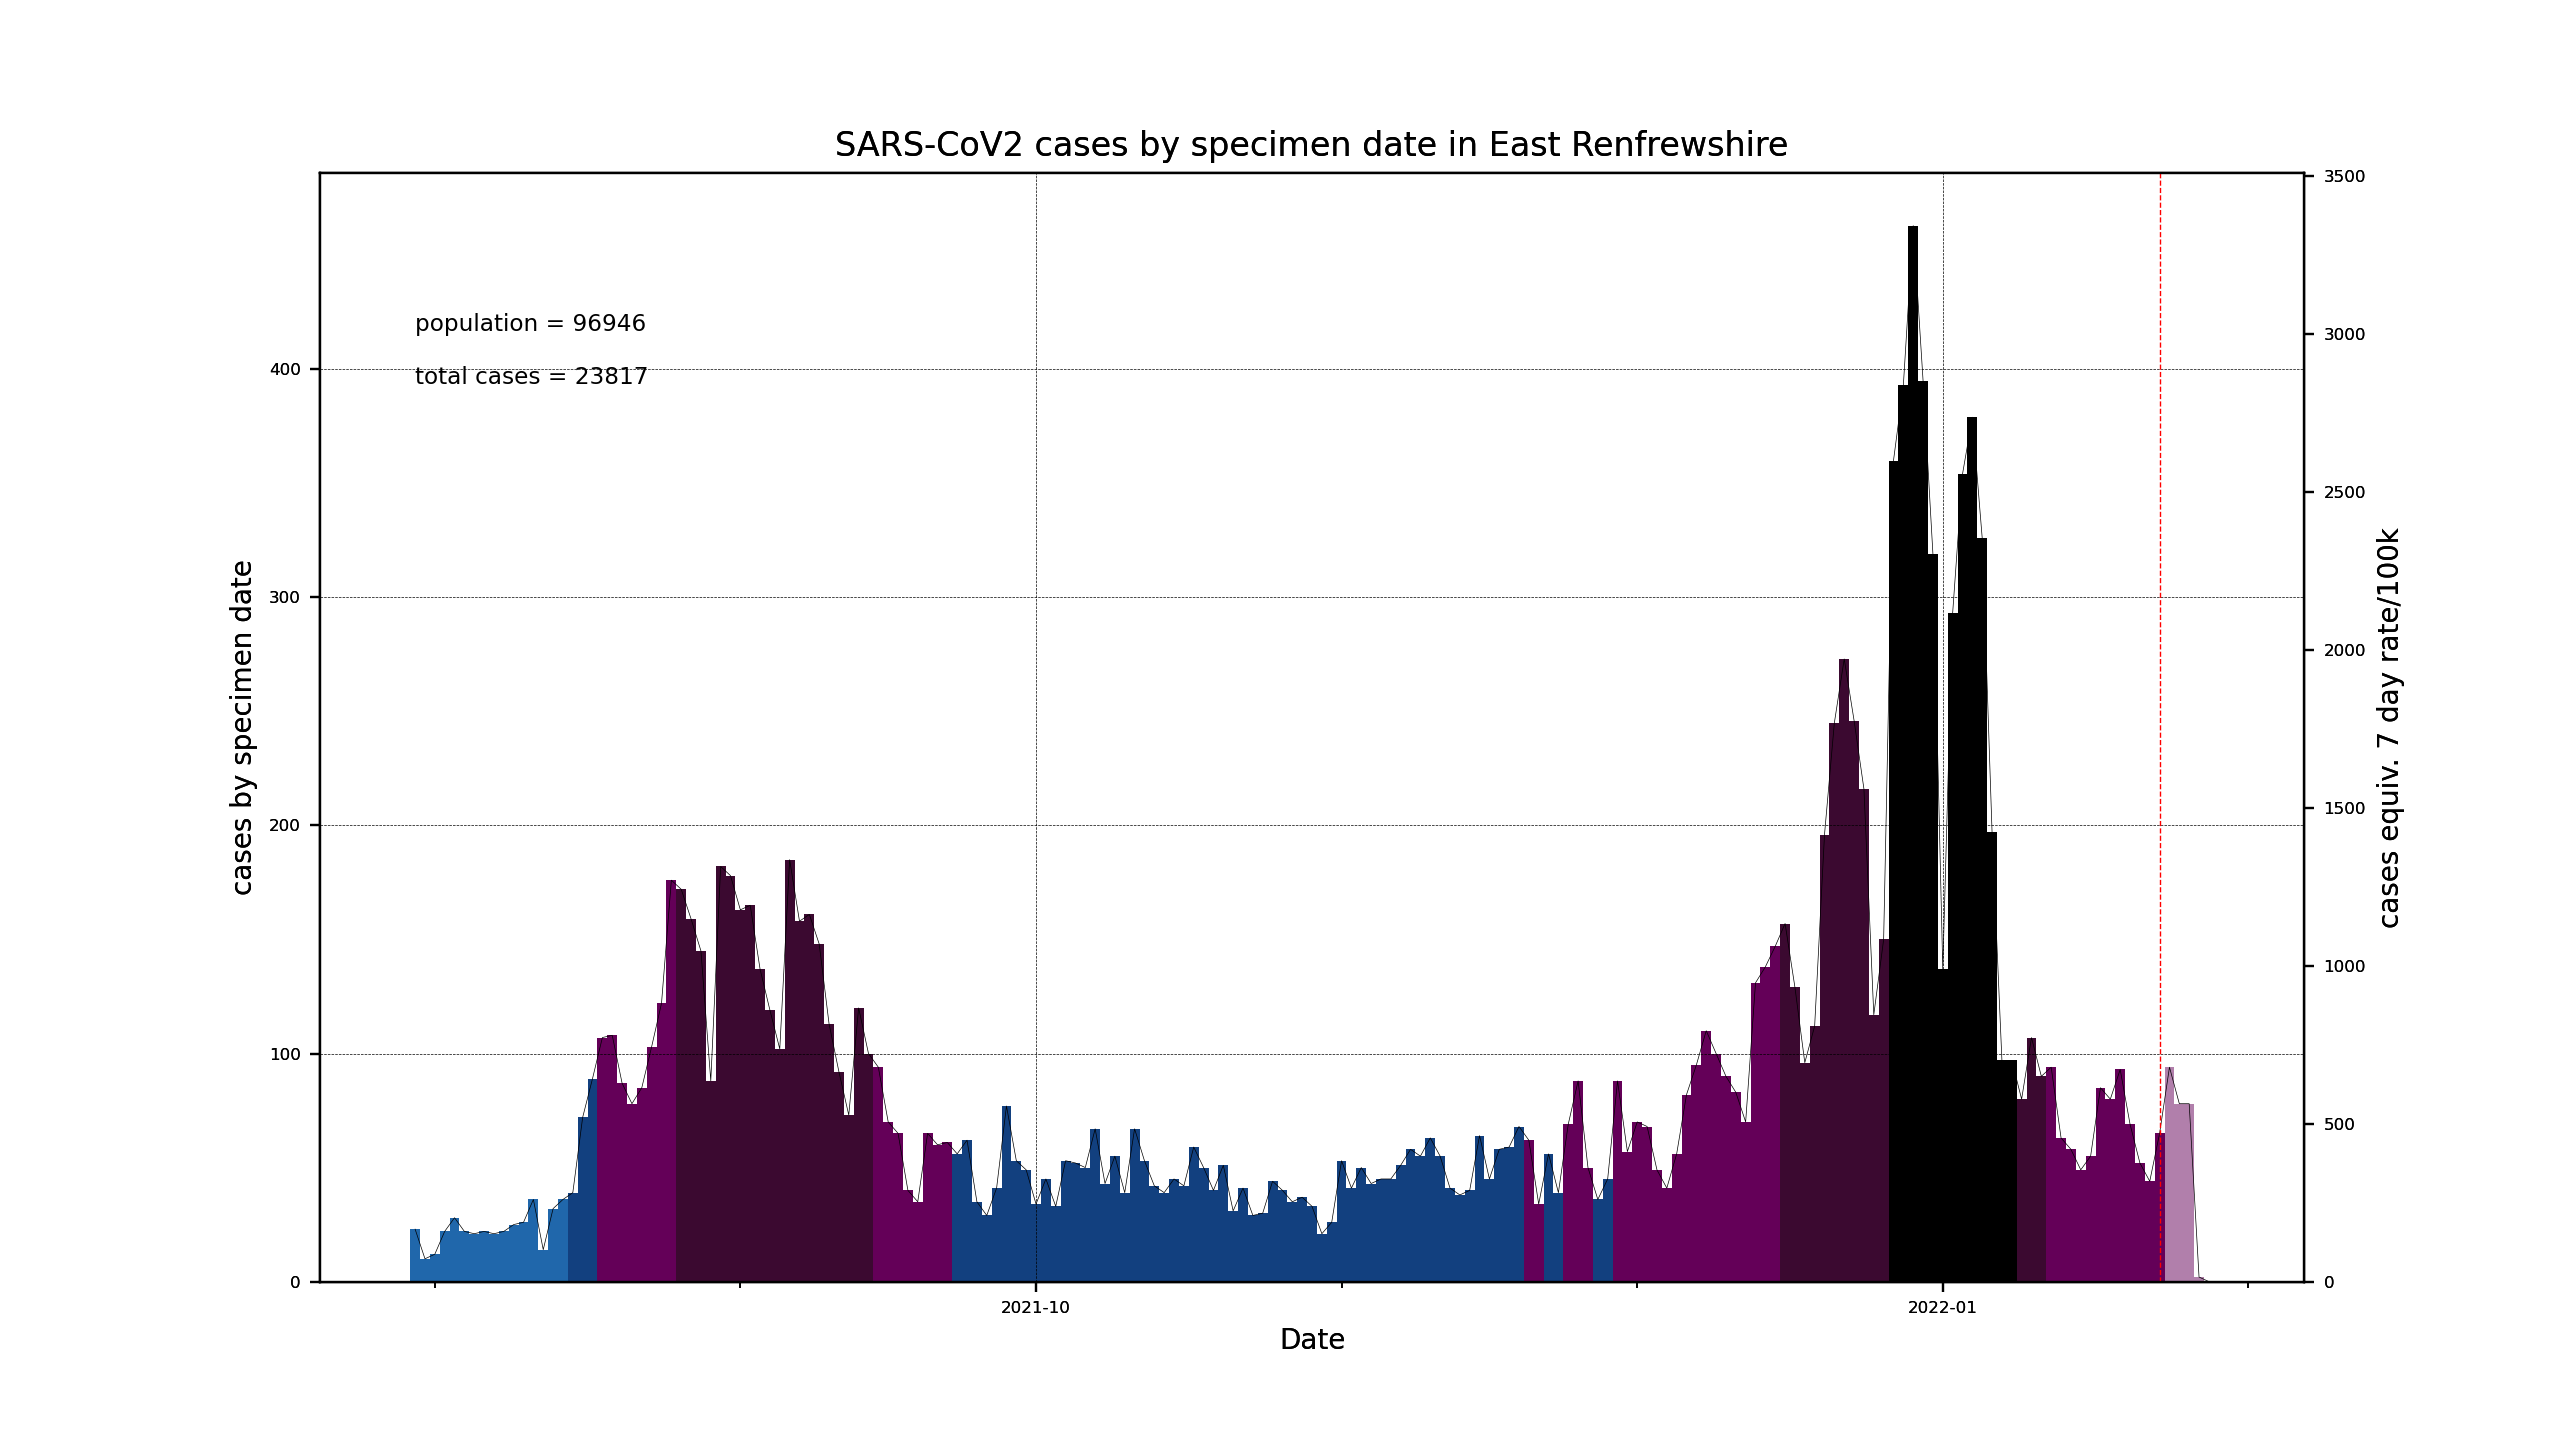 SARS-CoV2 cases by specimen date in East Renfrewshire
population = 96946
total cases = 23817
cases by specimen date
400
300
200
100
0
3500
3000
2500
2000
1500
1000
500
0
cases equiv. 7 day rate/100k
2021-10
2022-01
Date